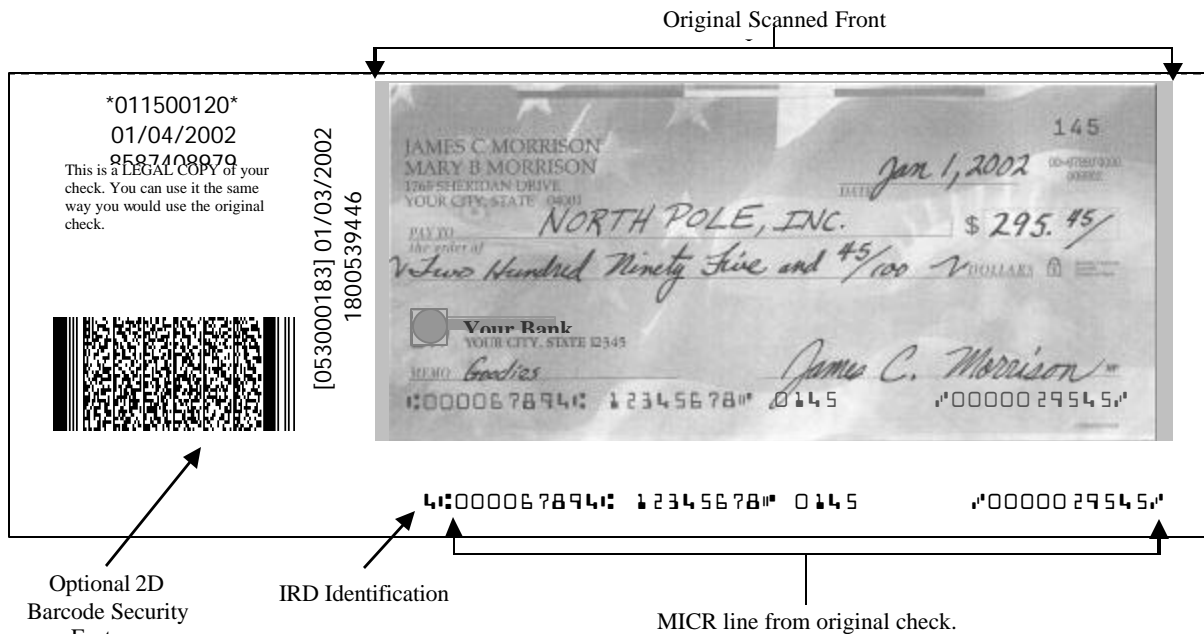 Original Scanned Front
*011500120*
01/04/2002
8587408979
This is a LEGAL COPY of your
check. You can use it the same
way you would use the original
check.
[053000183] 01/03/2002
1800539446
145
JAMES C MORRISON
MARY B MORRISON
1765 SHERIDAN DRIVE
YOUR CITY, STATE 04001
DATE Jan 1, 2002
PAY TO
the order of NORTH POLE, INC. $ 295.45/
Two Hundred Ninety Five and 45/100 DOLLARS
Your Bank
YOUR CITY, STATE 12345
MEMO Goodies James C. Morrison
⑆000067894⑆ 12345678⑈ 0145 ⑇0000029545⑇
4⑆000067894⑆ 12345678⑈ 0145 ⑇0000029545⑇
Optional 2D
Barcode Security
IRD Identification
MICR line from original check.